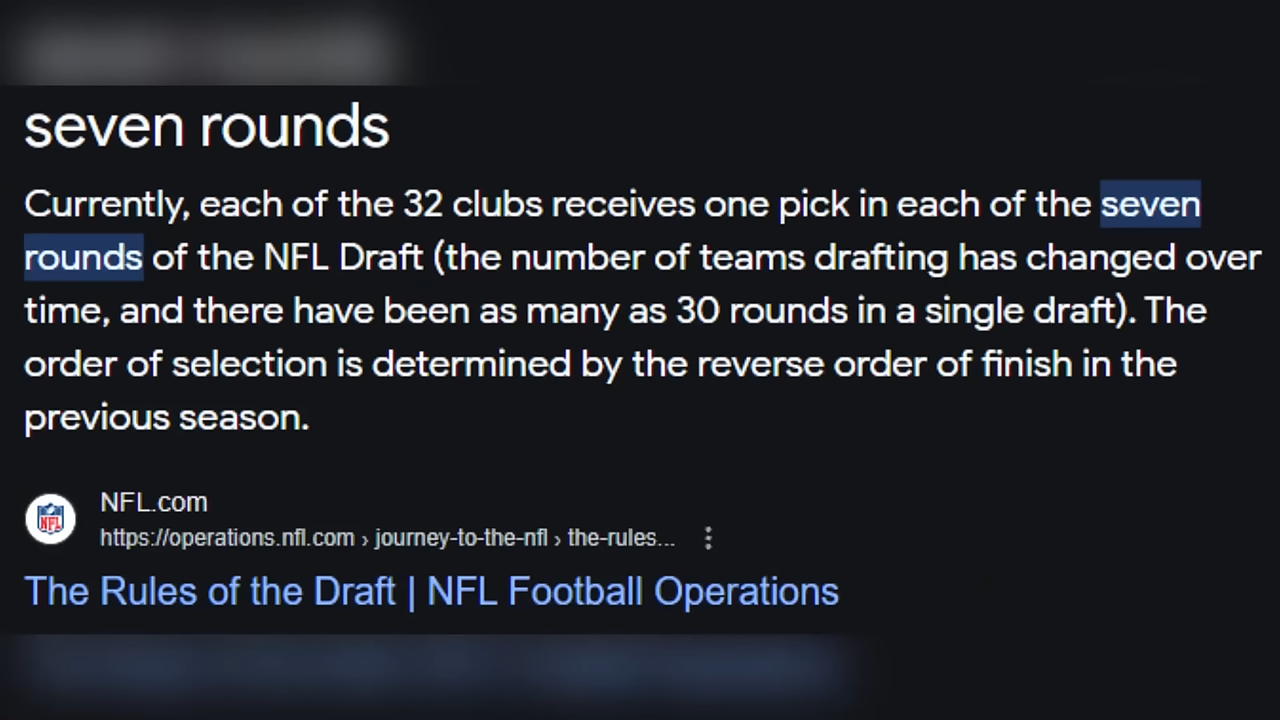 seven rounds
Currently, each of the 32 clubs receives one pick in each of the seven
rounds of the NFL Draft (the number of teams drafting has changed over
time, and there have been as many as 30 rounds in a single draft). The
order of selection is determined by the reverse order of finish in the
previous season.
NFL.com
NFL
https://operations.nfl.com › journey-to-the-nfl › the-rules...
The Rules of the Draft | NFL Football Operations